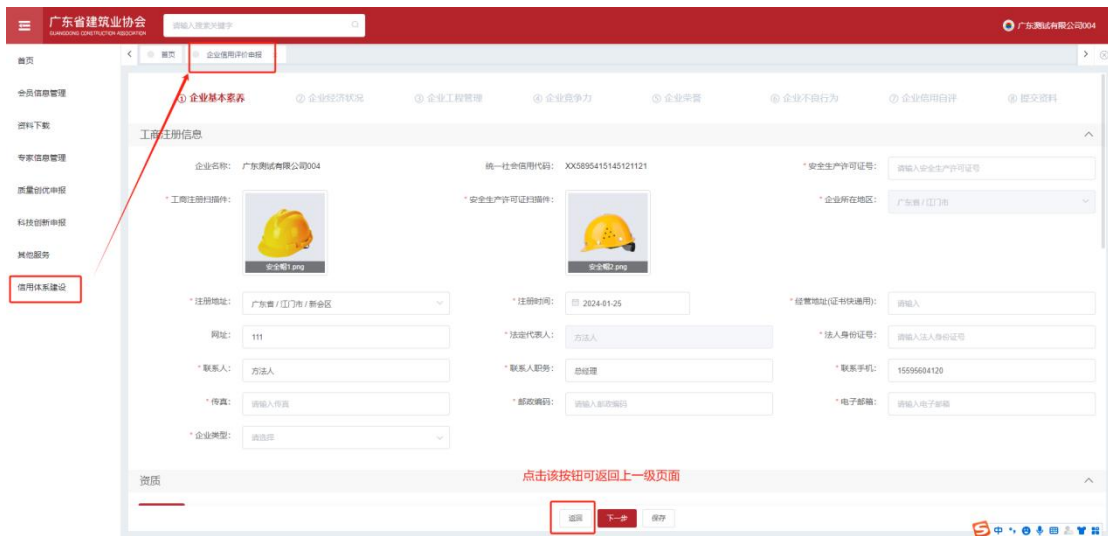 广东省建筑业协会
GUANGDONG CONSTRUCTION ASSOCIATION
请输入搜索关键字
广东测试有限公司004
首页
会员信息管理
资料下载
专家信息管理
质量创优申报
科技创新申报
其他服务
信用体系建设
首页
企业信用评价申报
① 企业基本素养
② 企业经济状况
③ 企业工程管理
④ 企业竞争力
⑤ 企业荣誉
⑥ 企业不良行为
⑦ 企业信用自评
⑧ 提交资料
工商注册信息
企业名称: 广东测试有限公司004
统一社会信用代码: XX5895415145121121
*安全生产许可证号: 请输入安全生产许可证号
*工商注册扫描件:
安全帽1.png
*安全生产许可证扫描件:
安全帽2.png
*企业所在地区: 广东省 / 江门市
*注册地址: 广东省 / 江门市 / 新会区
*注册时间: 2024-01-25
*经营地址(证书快递用): 请输入
网址: 111
*法定代表人: 方法人
*法人身份证号: 请输入法人身份证号
*联系人: 方法人
*联系人职务: 总经理
*联系手机: 15595604120
*传真: 请输入传真
*邮政编码: 请输入邮政编码
*电子邮箱: 请输入电子邮箱
*企业类型: 请选择
资质
点击该按钮可返回上一级页面
返回
下一步
保存
中